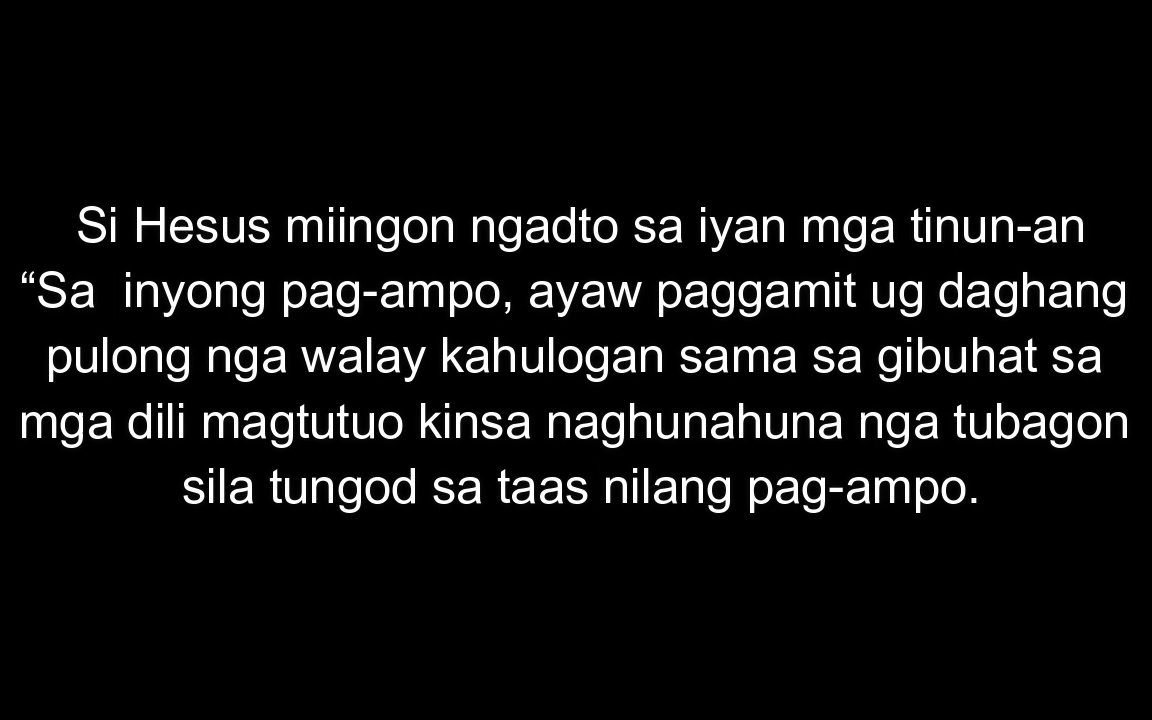 Si Hesus miingon ngadto sa iyan mga tinun-an
“Sa  inyong pag-ampo, ayaw paggamit ug daghang
pulong nga walay kahulogan sama sa gibuhat sa
mga dili magtutuo kinsa naghunahuna nga tubagon
sila tungod sa taas nilang pag-ampo.